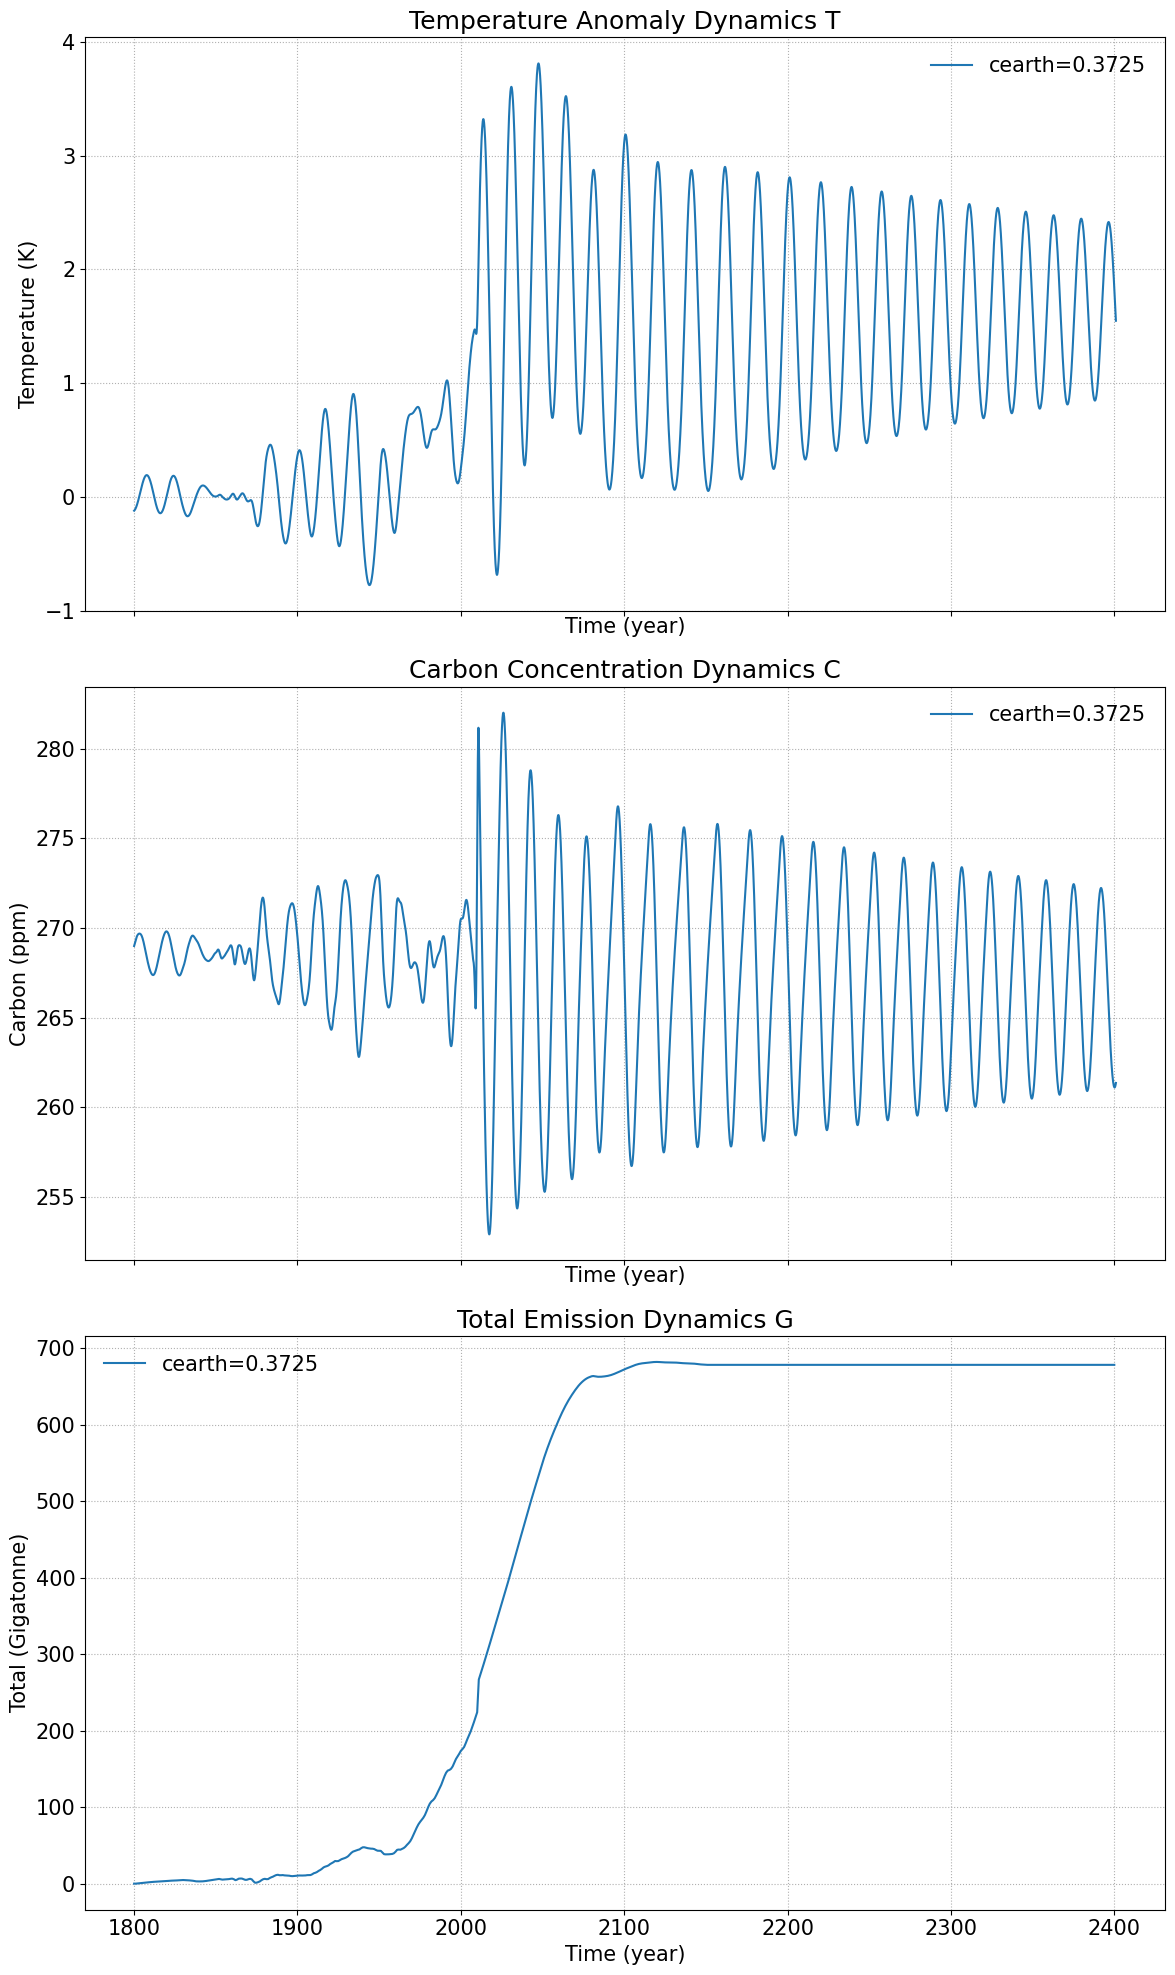 Temperature Anomaly Dynamics T
cearth=0.3725
4
3
2
1
0
−1
Temperature (K)
Time (year)
Carbon Concentration Dynamics C
cearth=0.3725
280
275
270
265
260
255
Carbon (ppm)
Time (year)
Total Emission Dynamics G
cearth=0.3725
700
600
500
400
300
200
100
0
Total (Gigatonne)
1800 1900 2000 2100 2200 2300 2400
Time (year)